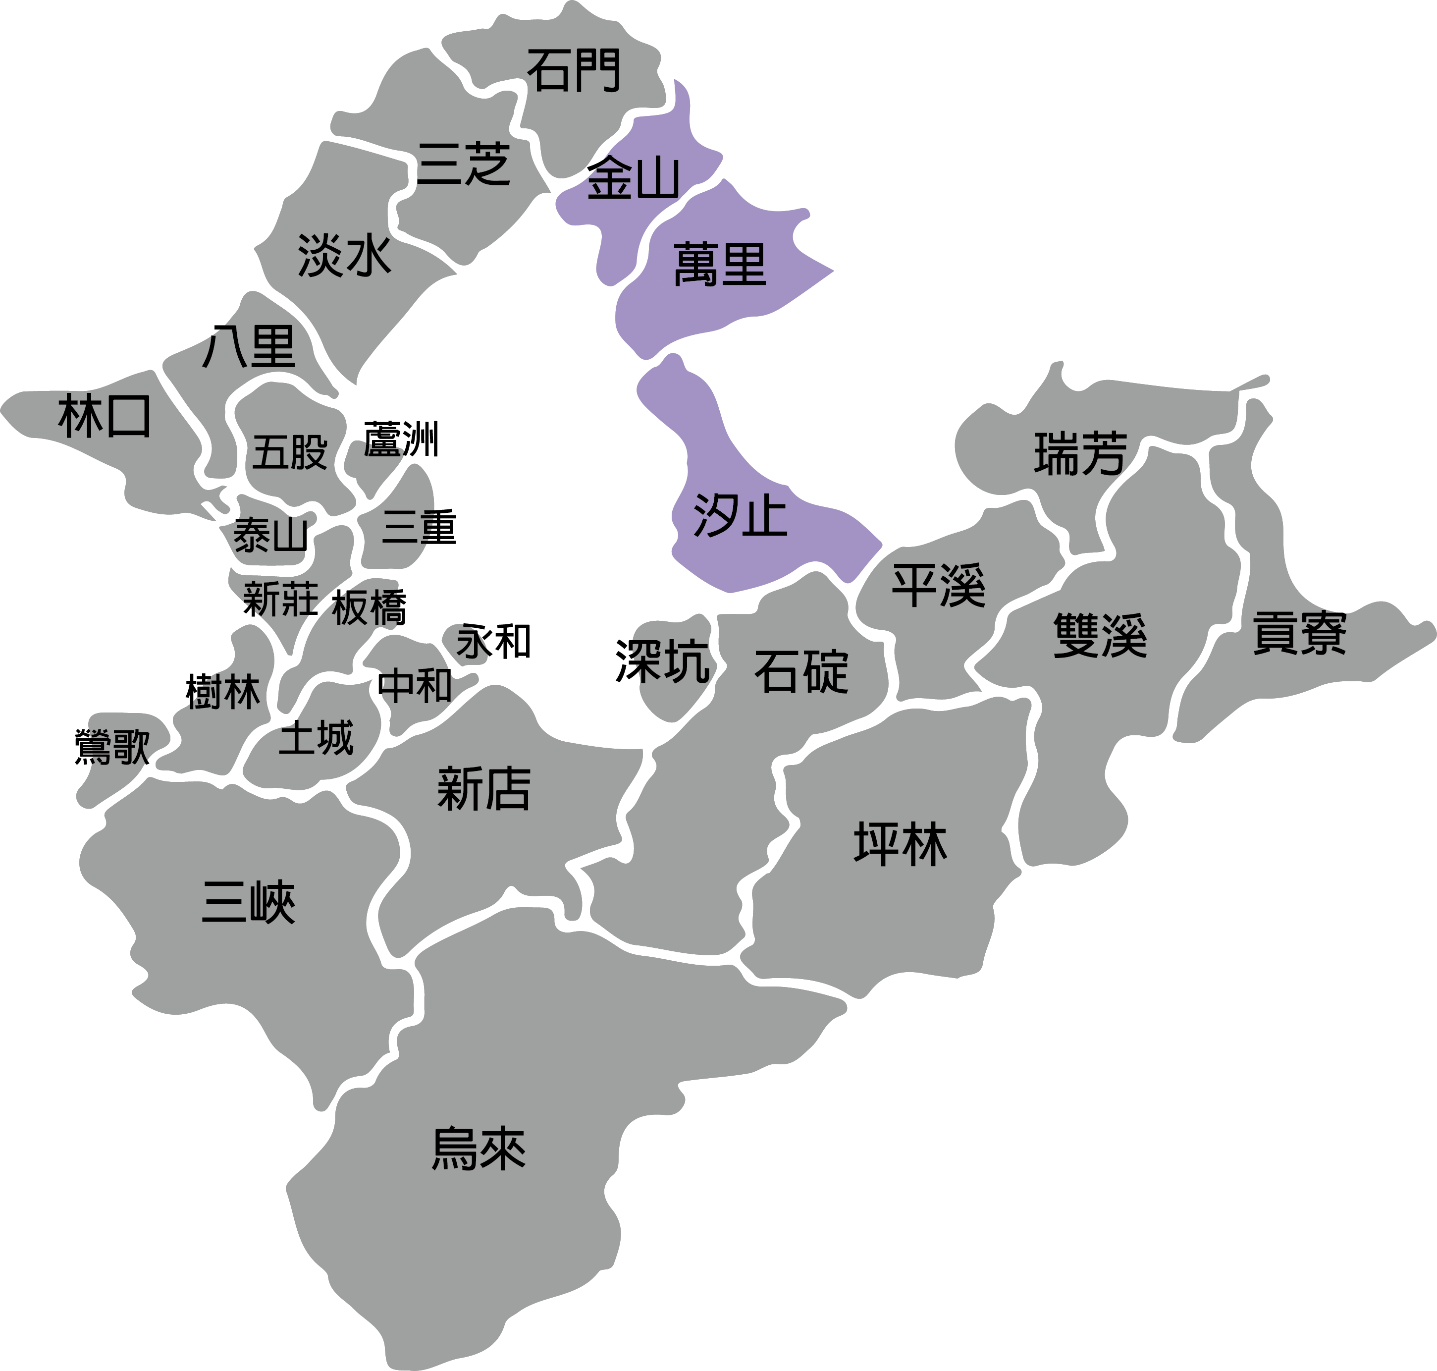 石門
三芝
金山
淡水
萬里
八里
林口
蘆洲
五股
瑞芳
汐止
三重
泰山
平溪
新莊
板橋
雙溪
貢寮
永和
深坑
石碇
樹林
中和
土城
鶯歌
新店
坪林
三峽
烏來